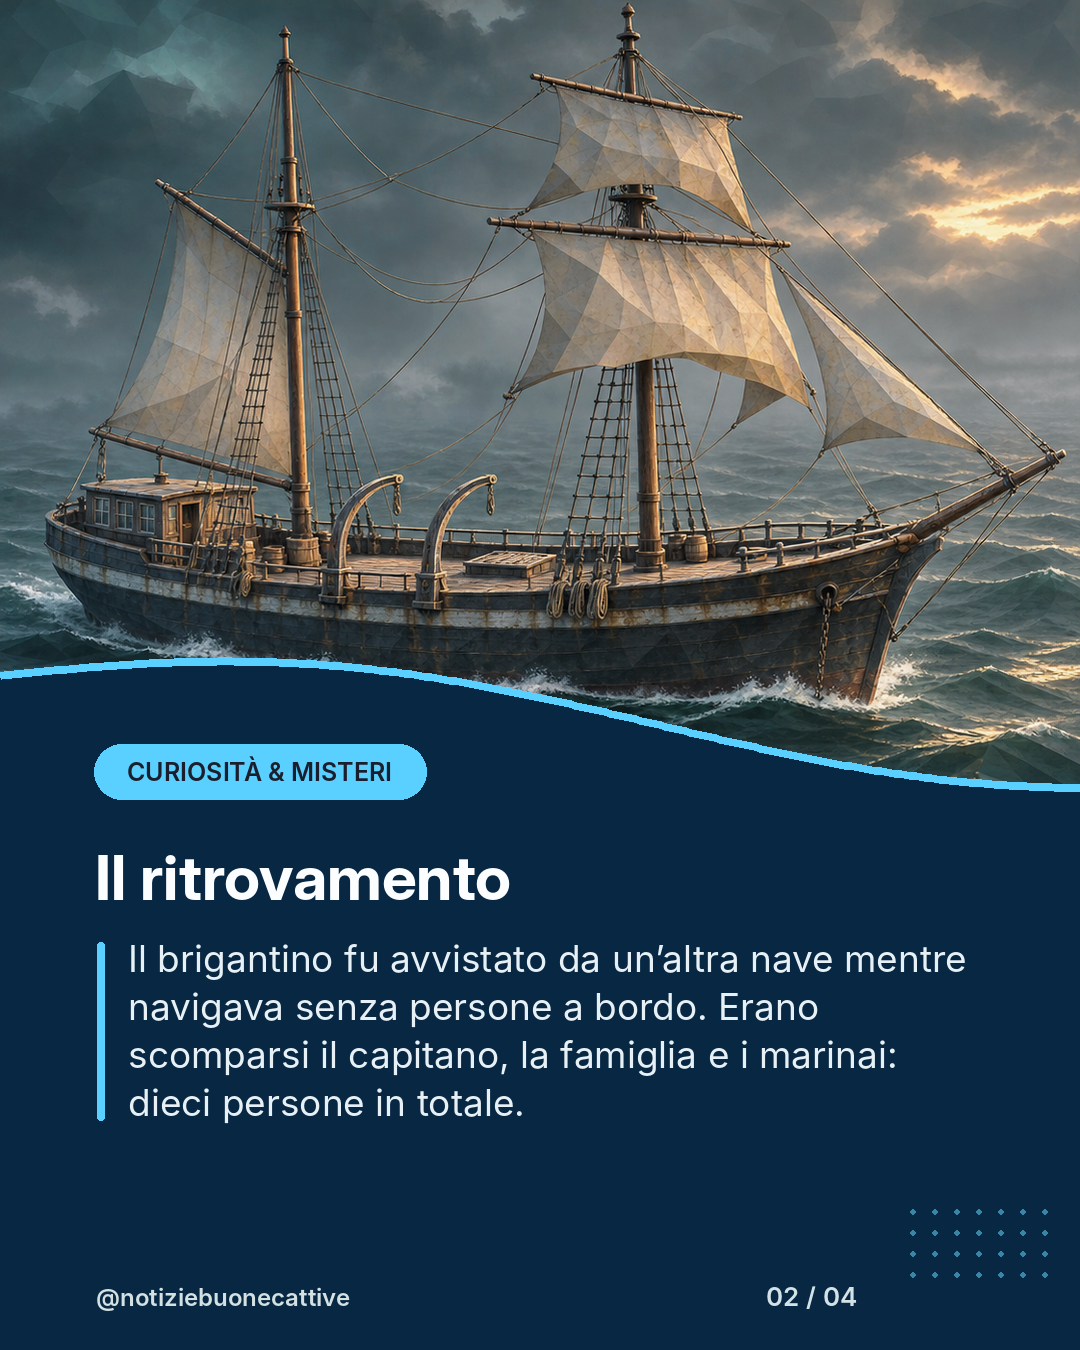 CURIOSITÀ & MISTERI
Il ritrovamento
Il brigantino fu avvistato da un’altra nave mentre
navigava senza persone a bordo. Erano
scomparsi il capitano, la famiglia e i marinai:
dieci persone in totale.
@notiziebuonecattive
02 / 04